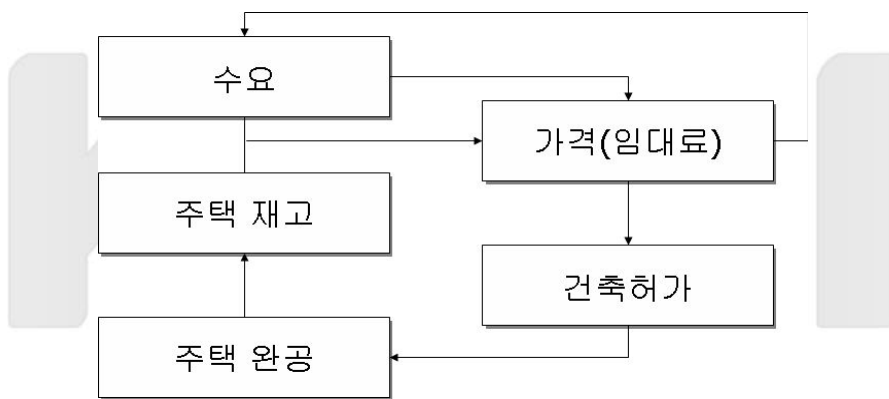 수요
가격(임대료)
주택 재고
건축허가
주택 완공